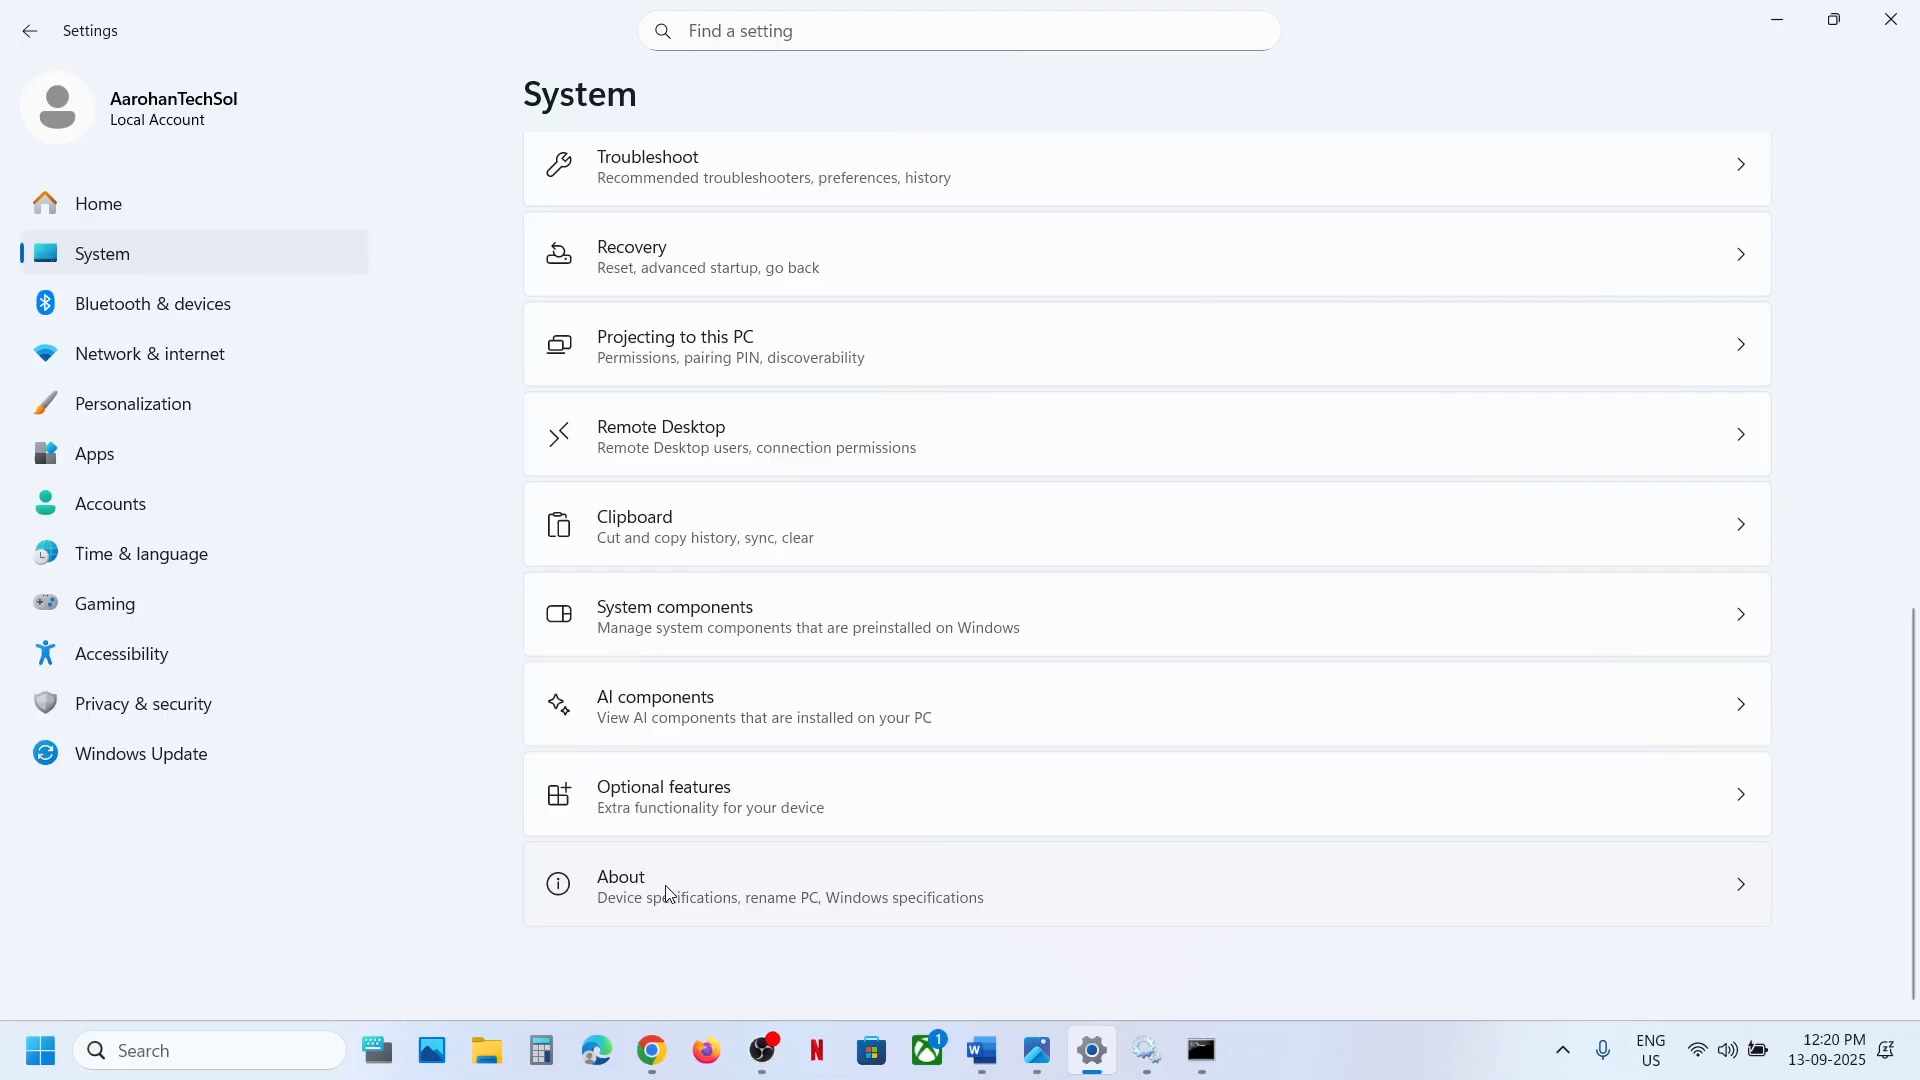 Settings
Find a setting
AarohanTechSol
Local Account
Home
System
Bluetooth & devices
Network & internet
Personalization
Apps
Accounts
Time & language
Gaming
Accessibility
Privacy & security
Windows Update
System
Troubleshoot
Recommended troubleshooters, preferences, history
Recovery
Reset, advanced startup, go back
Projecting to this PC
Permissions, pairing PIN, discoverability
Remote Desktop
Remote Desktop users, connection permissions
Clipboard
Cut and copy history, sync, clear
System components
Manage system components that are preinstalled on Windows
AI components
View AI components that are installed on your PC
Optional features
Extra functionality for your device
About
Device specifications, rename PC, Windows specifications
Search
N
1
W
ENG
US
12:20 PM
13-09-2025